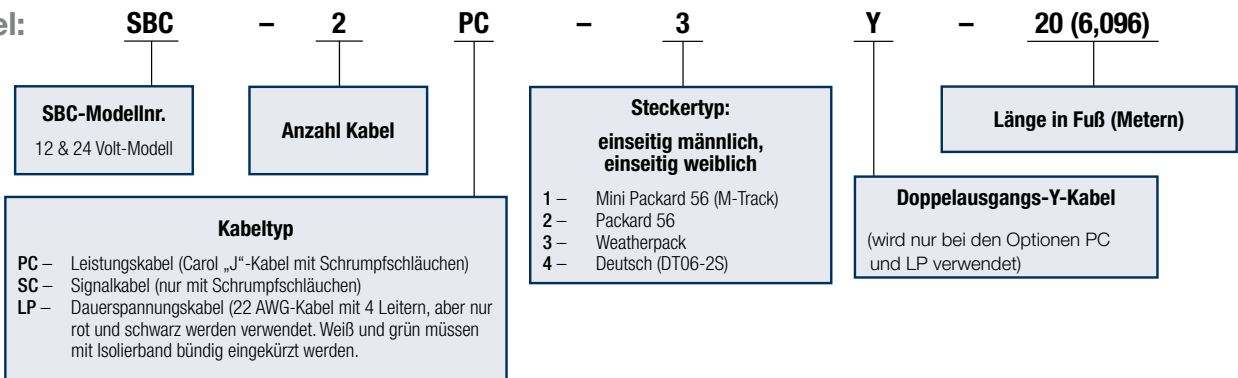 el:
SBC – 2 PC – 3 Y – 20 (6,096)
SBC-Modellnr.
12 & 24 Volt-Modell
Anzahl Kabel
Steckertyp:
einseitig männlich,
einseitig weiblich
1 – Mini Packard 56 (M-Track)
2 – Packard 56
3 – Weatherpack
4 – Deutsch (DT06-2S)
Länge in Fuß (Metern)
Kabeltyp
PC – Leistungskabel (Carol „J“-Kabel mit Schrumpfschläuchen)
SC – Signalkabel (nur mit Schrumpfschläuchen)
LP – Dauerspannungskabel (22 AWG-Kabel mit 4 Leitern, aber nur
rot und schwarz werden verwendet. Weiß und grün müssen
mit Isolierband bündig eingekürzt werden.
Doppelausgangs-Y-Kabel
(wird nur bei den Optionen PC
und LP verwendet)